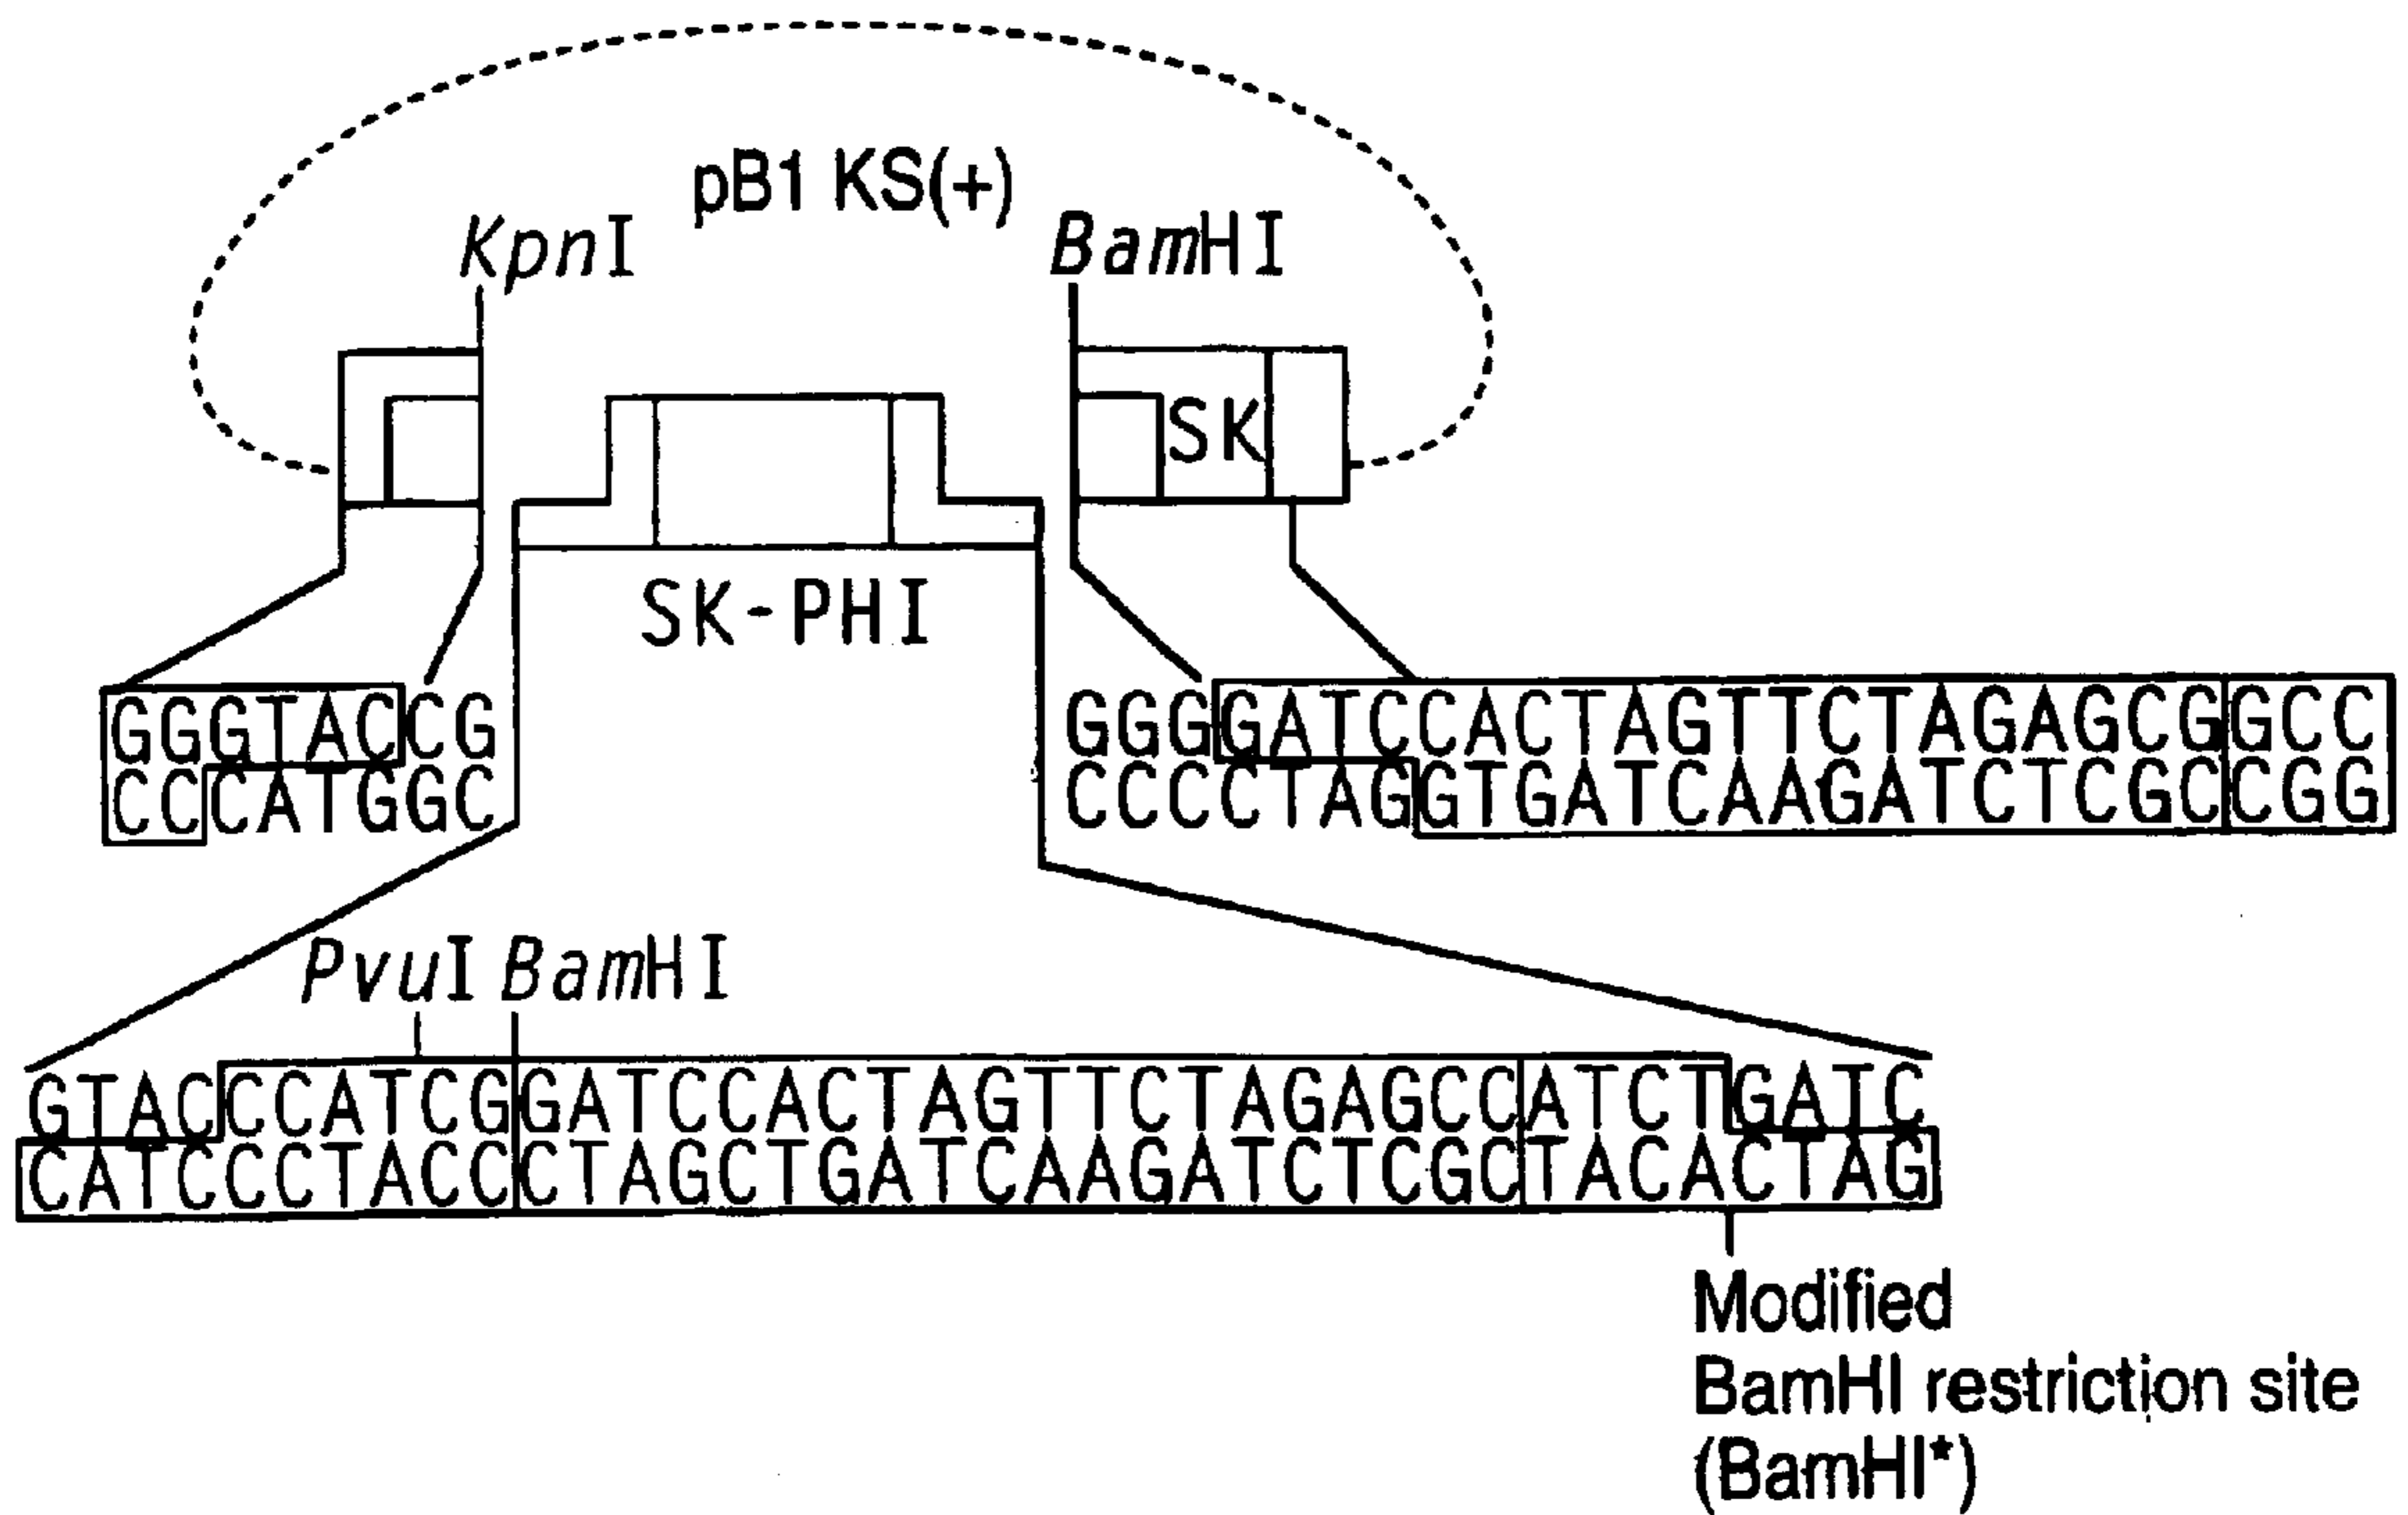 pB1 KS(+)
KpnI
BamHI
SK
SK-PHI
GGGTACCG
CCCATGGC
GGGGATCCACTAGTTCTAGAGCGGCC
CCCCTAGGTGATCAAGATCTCGCCGG
PvuI BamHI
GTACCCATCGGATCCACTAGTTCTAGAGCCATCTGATC
CATCCCTACCCTAGCTGATCAAGATCTCGCTACACTAG
Modified
BamHI restriction site
(BamHI*)